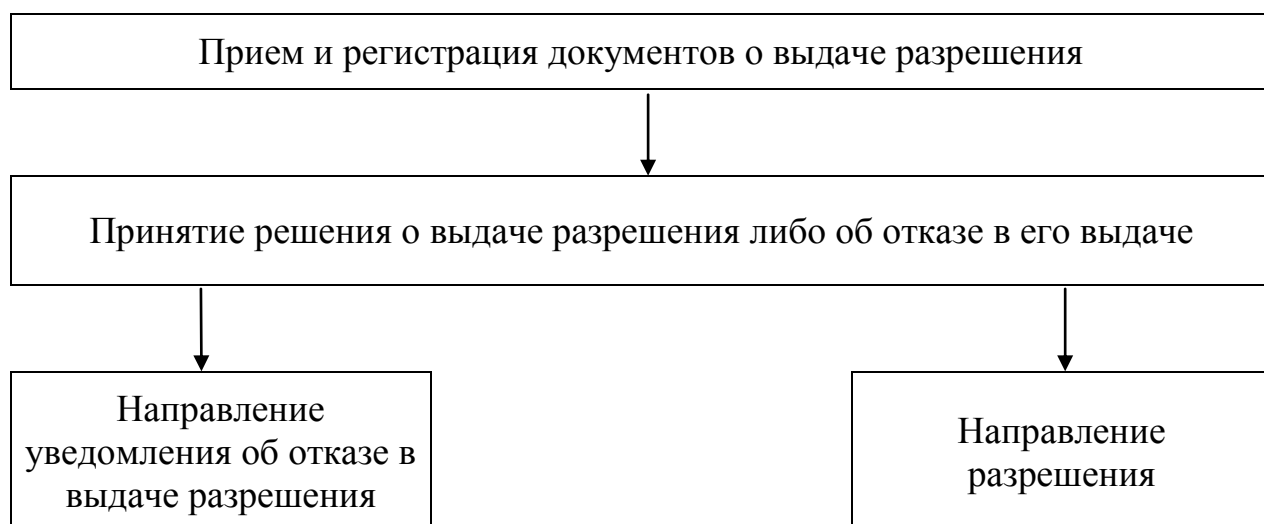 Прием и регистрация документов о выдаче разрешения
Принятие решения о выдаче разрешения либо об отказе в его выдаче
Направление
уведомления об отказе в
выдаче разрешения
Направление
разрешения